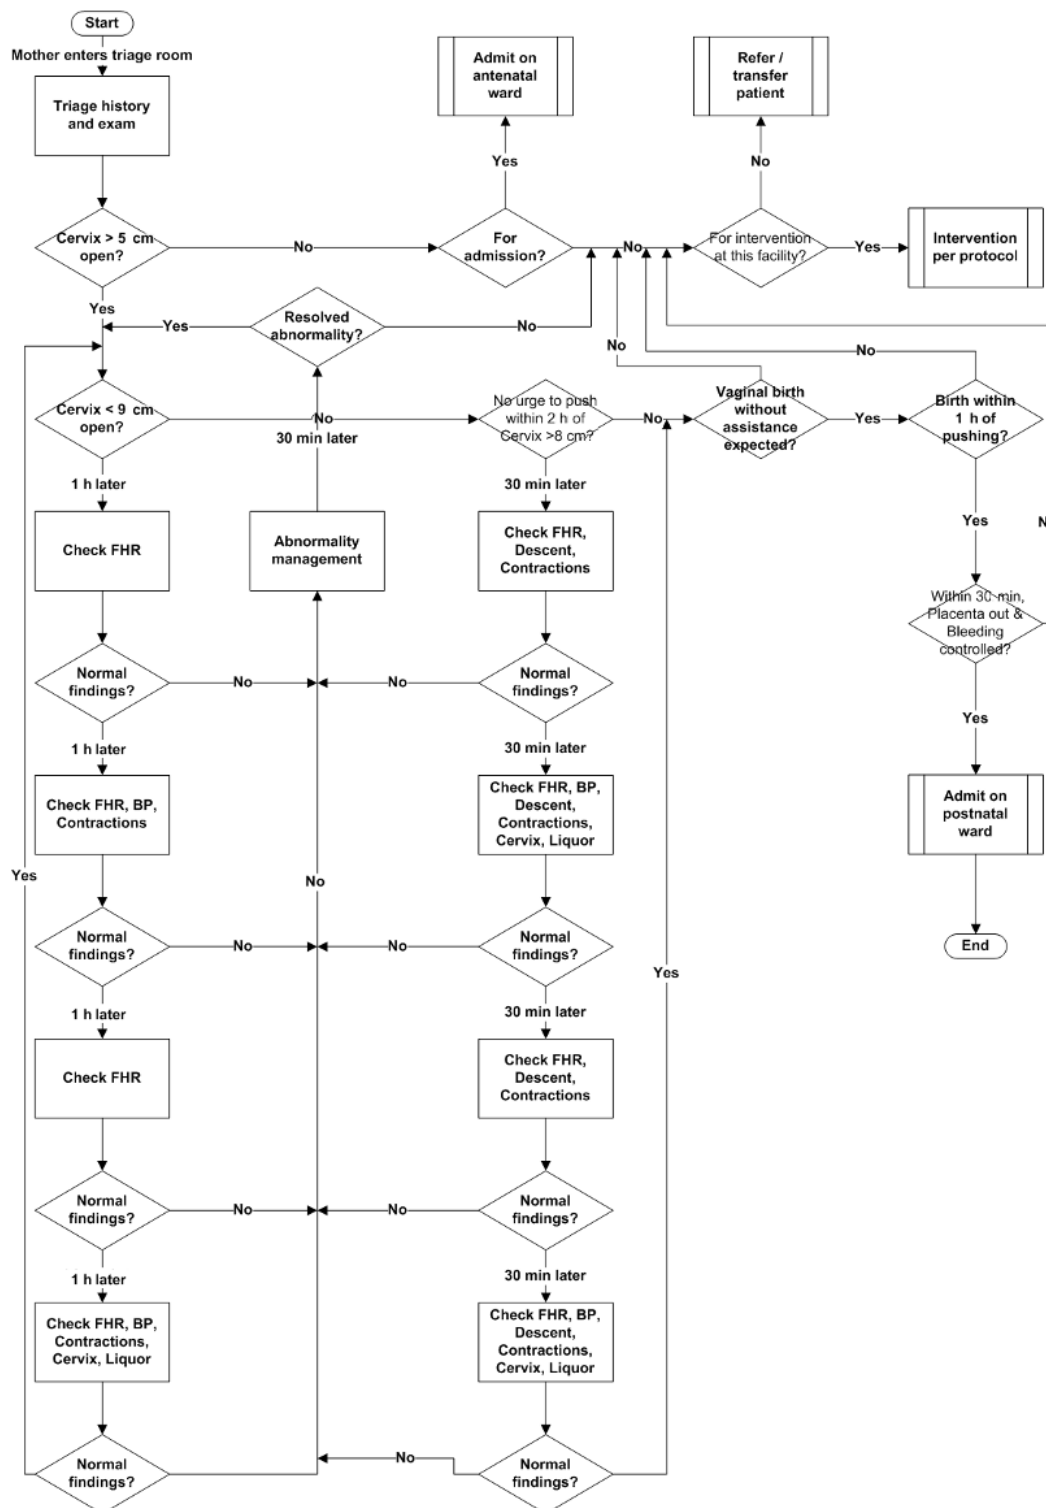 Start
Mother enters triage room
Triage history
and exam
Admit on
antenatal
ward
Refer /
transfer
patient
Yes
No
Cervix > 5 cm
open?
No
For
admission?
No
For intervention
at this facility?
Yes
Intervention
per protocol
Yes
Resolved
abnormality?
Yes
No
No
No
Cervix < 9 cm
open?
No
30 min later
No urge to push
within 2 h of
Cervix >8 cm?
No
Vaginal birth
without
assistance
expected?
Yes
Birth within
1 h of
pushing?
1 h later
30 min later
Check FHR
Abnormality
management
Check FHR,
Descent,
Contractions
Yes
N
Within 30 min,
Placenta out &
Bleeding
controlled?
Normal
findings?
No
No
Normal
findings?
Yes
1 h later
30 min later
Check FHR, BP,
Contractions
Check FHR, BP,
Descent,
Contractions,
Cervix, Liquor
Admit on
postnatal
ward
Yes
No
Normal
findings?
No
No
Normal
findings?
End
Yes
1 h later
30 min later
Check FHR
Check FHR,
Descent,
Contractions
Normal
findings?
No
No
Normal
findings?
1 h later
30 min later
Check FHR, BP,
Contractions,
Cervix, Liquor
Check FHR, BP,
Descent,
Contractions,
Cervix, Liquor
Normal
findings?
No
Normal
findings?